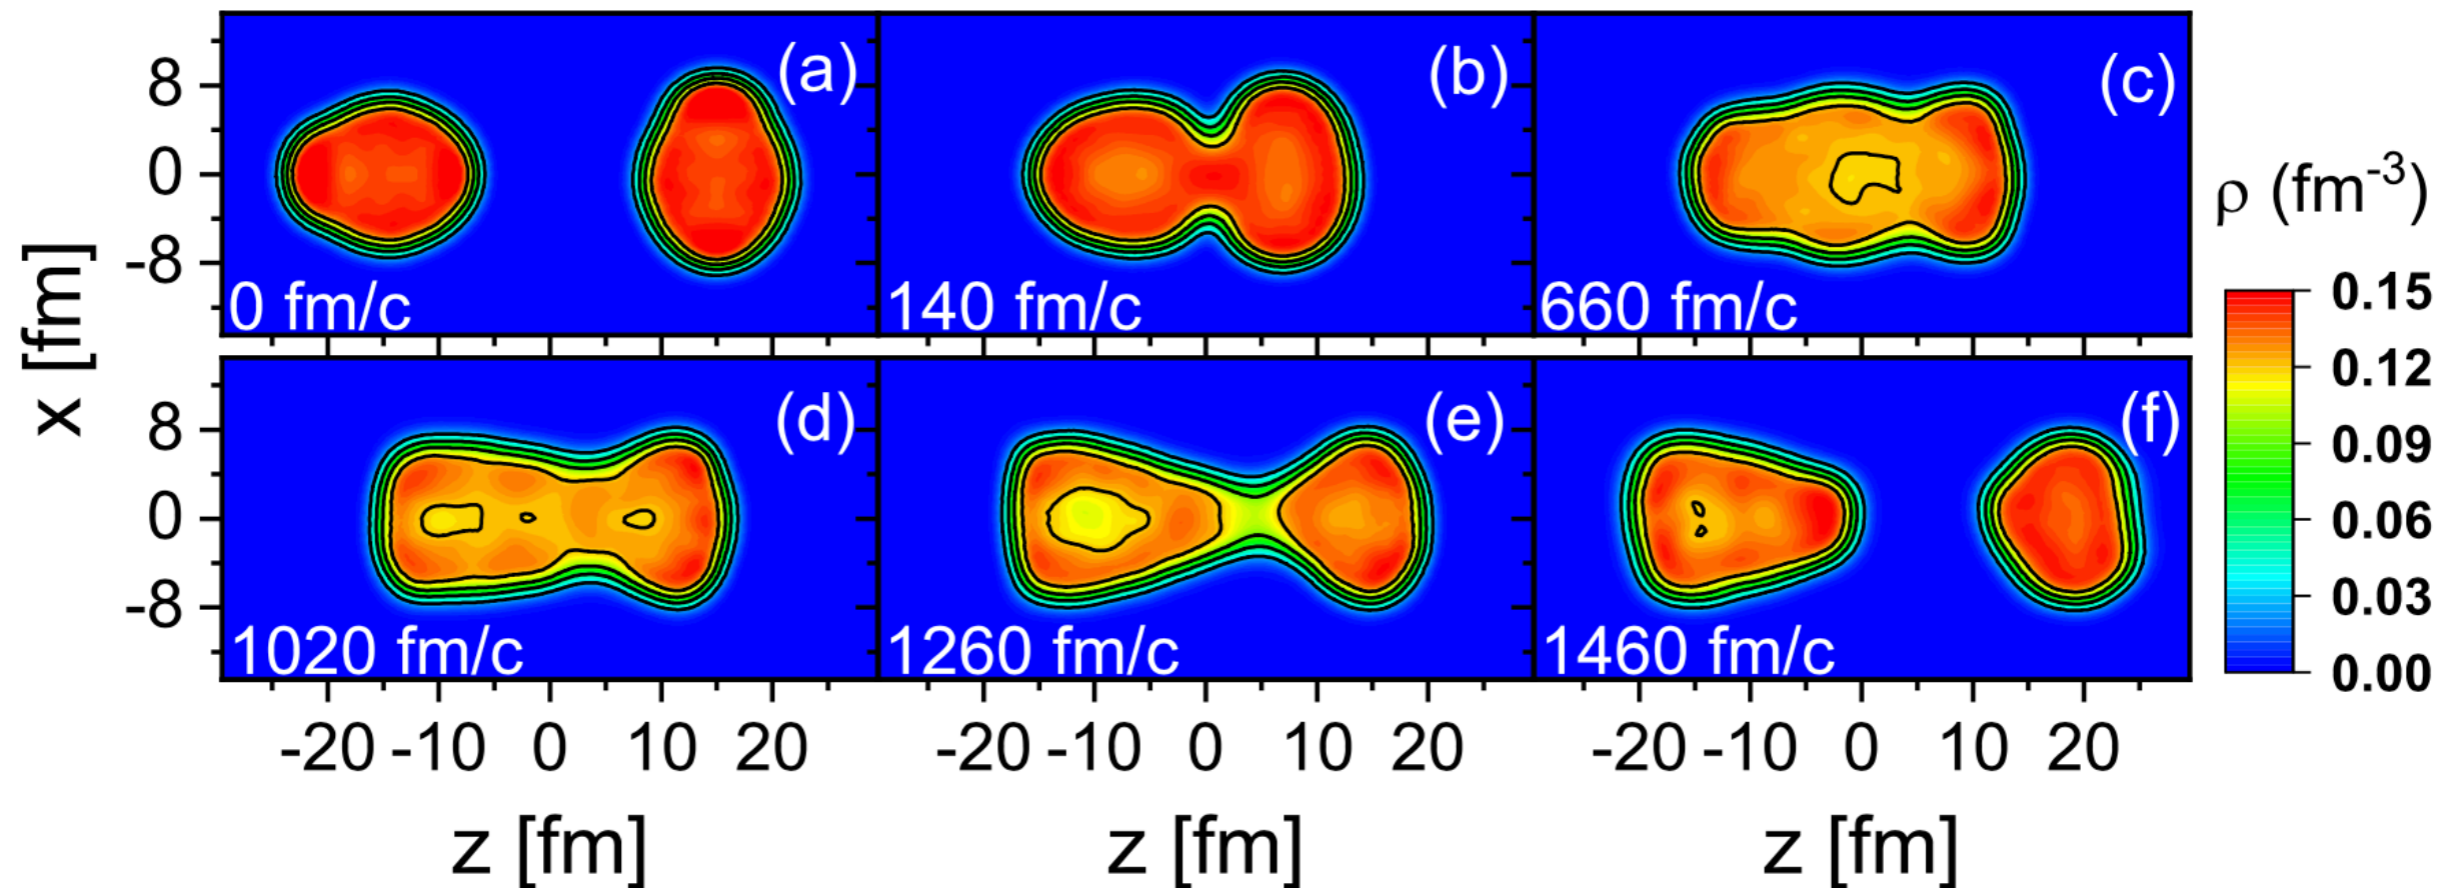 (a)
(b)
(c)
8
0
-8
0 fm/c
140 fm/c
660 fm/c
x [fm]
(d)
(e)
(f)
8
0
-8
1020 fm/c
1260 fm/c
1460 fm/c
-20 -10 0 10 20
-20 -10 0 10 20
-20 -10 0 10 20
z [fm]
z [fm]
z [fm]
ρ (fm⁻³)
0.15
0.12
0.09
0.06
0.03
0.00